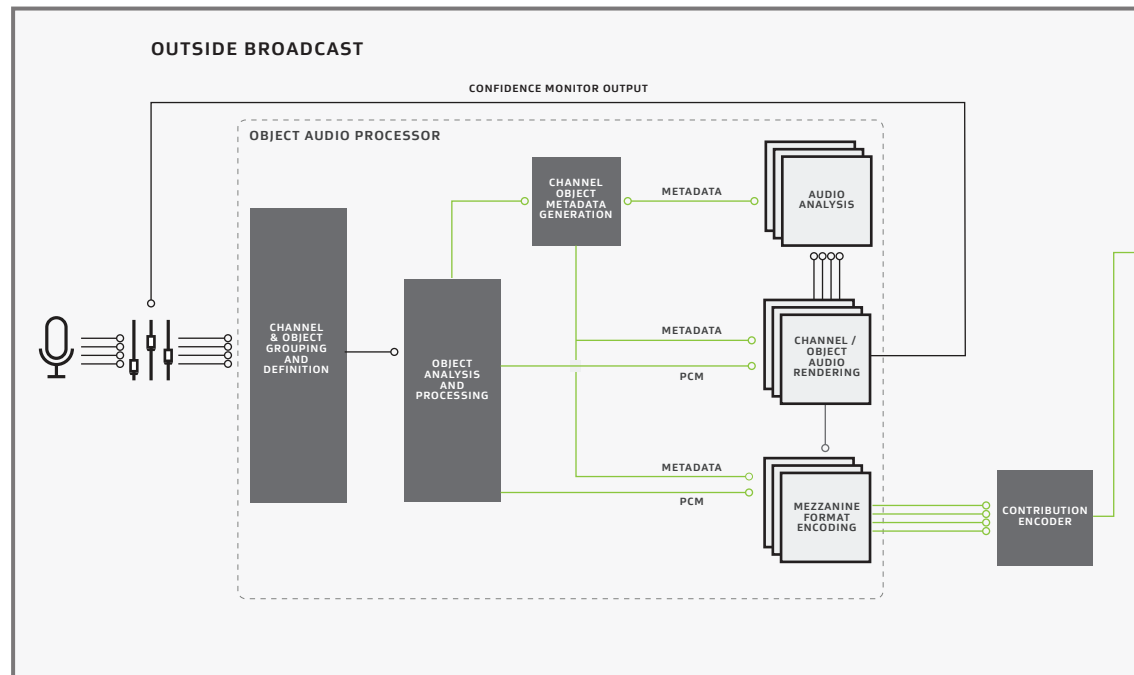 OUTSIDE BROADCAST
CONFIDENCE MONITOR OUTPUT
OBJECT AUDIO PROCESSOR
CHANNEL
OBJECT
METADATA
GENERATION
METADATA
AUDIO
ANALYSIS
CHANNEL
& OBJECT
GROUPING
AND
DEFINITION
OBJECT
ANALYSIS
AND
PROCESSING
METADATA
PCM
CHANNEL /
OBJECT
AUDIO
RENDERING
METADATA
PCM
MEZZANINE
FORMAT
ENCODING
CONTRIBUTION
ENCODER